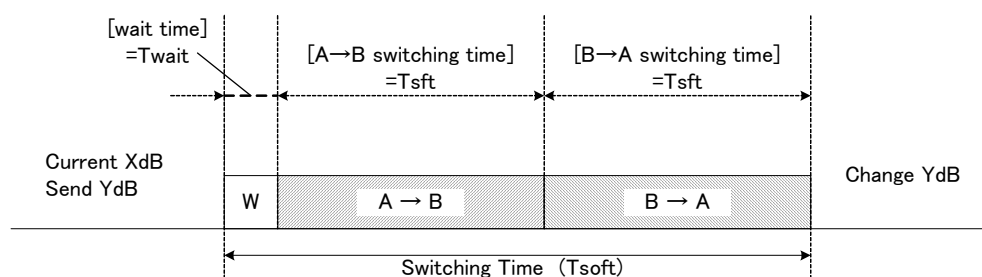 [wait time]
=Twait
[A→B switching time]
=Tsft
[B→A switching time]
=Tsft
Current XdB
Send YdB
W
A → B
B → A
Change YdB
Switching Time (Tsoft)